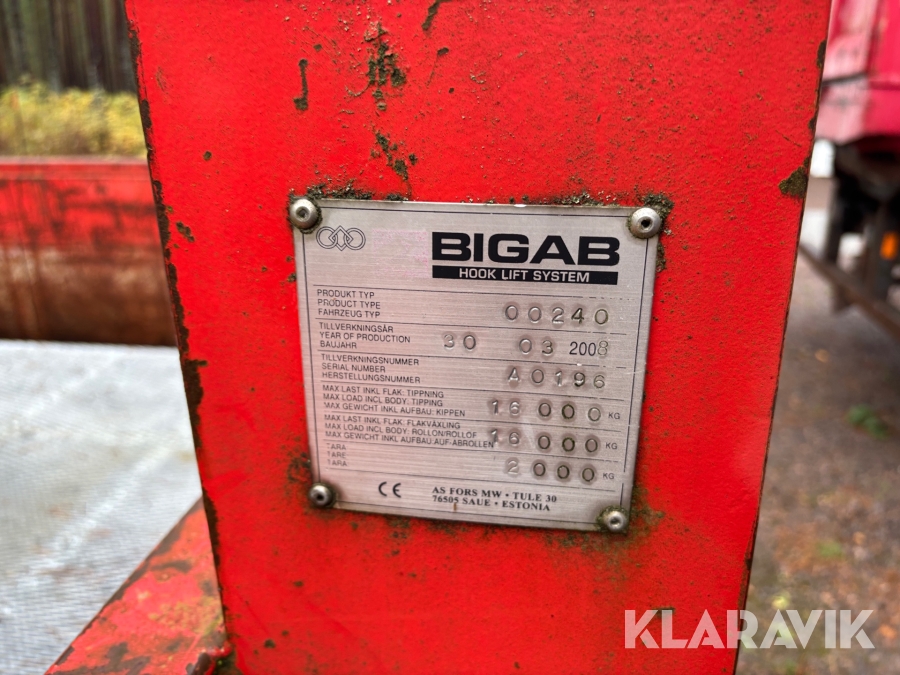 BIGAB
HOOK LIFT SYSTEM
PRODUKT TYP
PRODUCT TYPE
FAHRZEUG TYP
00240
TILLVERKNINGSÅR
YEAR OF PRODUCTION
BAUJAHR
30 03 2008
TILLVERKNINGSNUMMER
SERIAL NUMBER
HERSTELLUNGSNUMMER
A0196
MAX LAST INKL FLAK: TIPPNING
MAX LOAD INCL BODY: TIPPING
MAX GEWICHT INKL AUFBAU: KIPPEN
16 000 KG
MAX LAST INKL. FLAK: FLAKVÄXLING
MAX LOAD INCL BODY: ROLLON/ROLLOF
MAX GEWICHT INKL AUFBAU: AUF-ABROLLEN
16 000 KG
TARA
TARE
TARA
2 000 KG
CE
AS FORS MW • TULE 30
76505 SAUE • ESTONIA
KLARAVIK